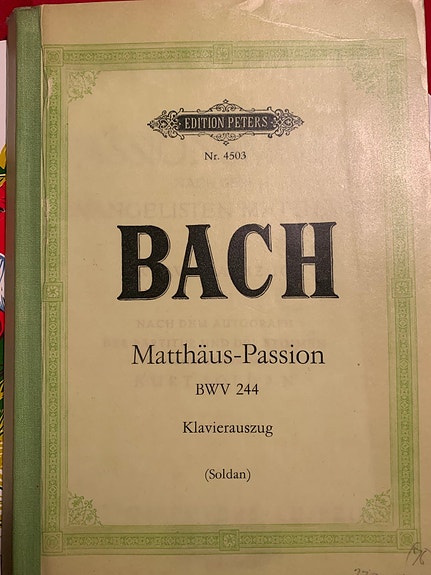 EDITION PETERS
Nr. 4503
BACH
Matthäus-Passion
BWV 244
Klavierauszug
(Soldan)